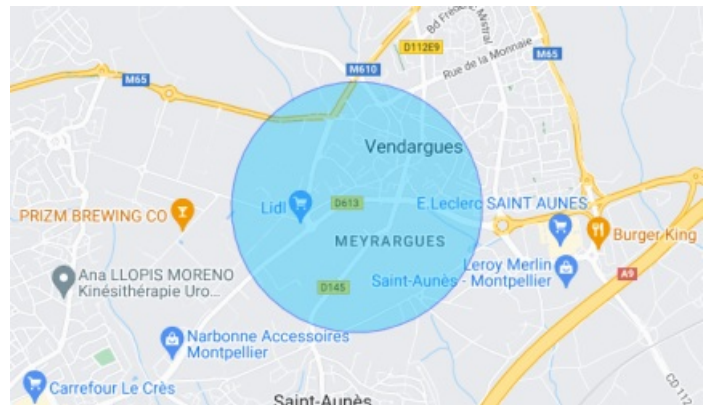 Bd Frédéric Mistral
D112E9
Rue de la Monnaie
M65
M610
M65
Vendargues
PRIZM BREWING CO
Lidl
D613
E.Leclerc SAINT AUNES
MEYRARGUES
Burger King
Leroy Merlin
Saint-Aunès - Montpellier
A9
Ana LLOPIS MORENO
Kinésithérapie Uro...
D145
Narbonne Accessoires
Montpellier
Carrefour Le Crès
Saint-Aunès
CD 112